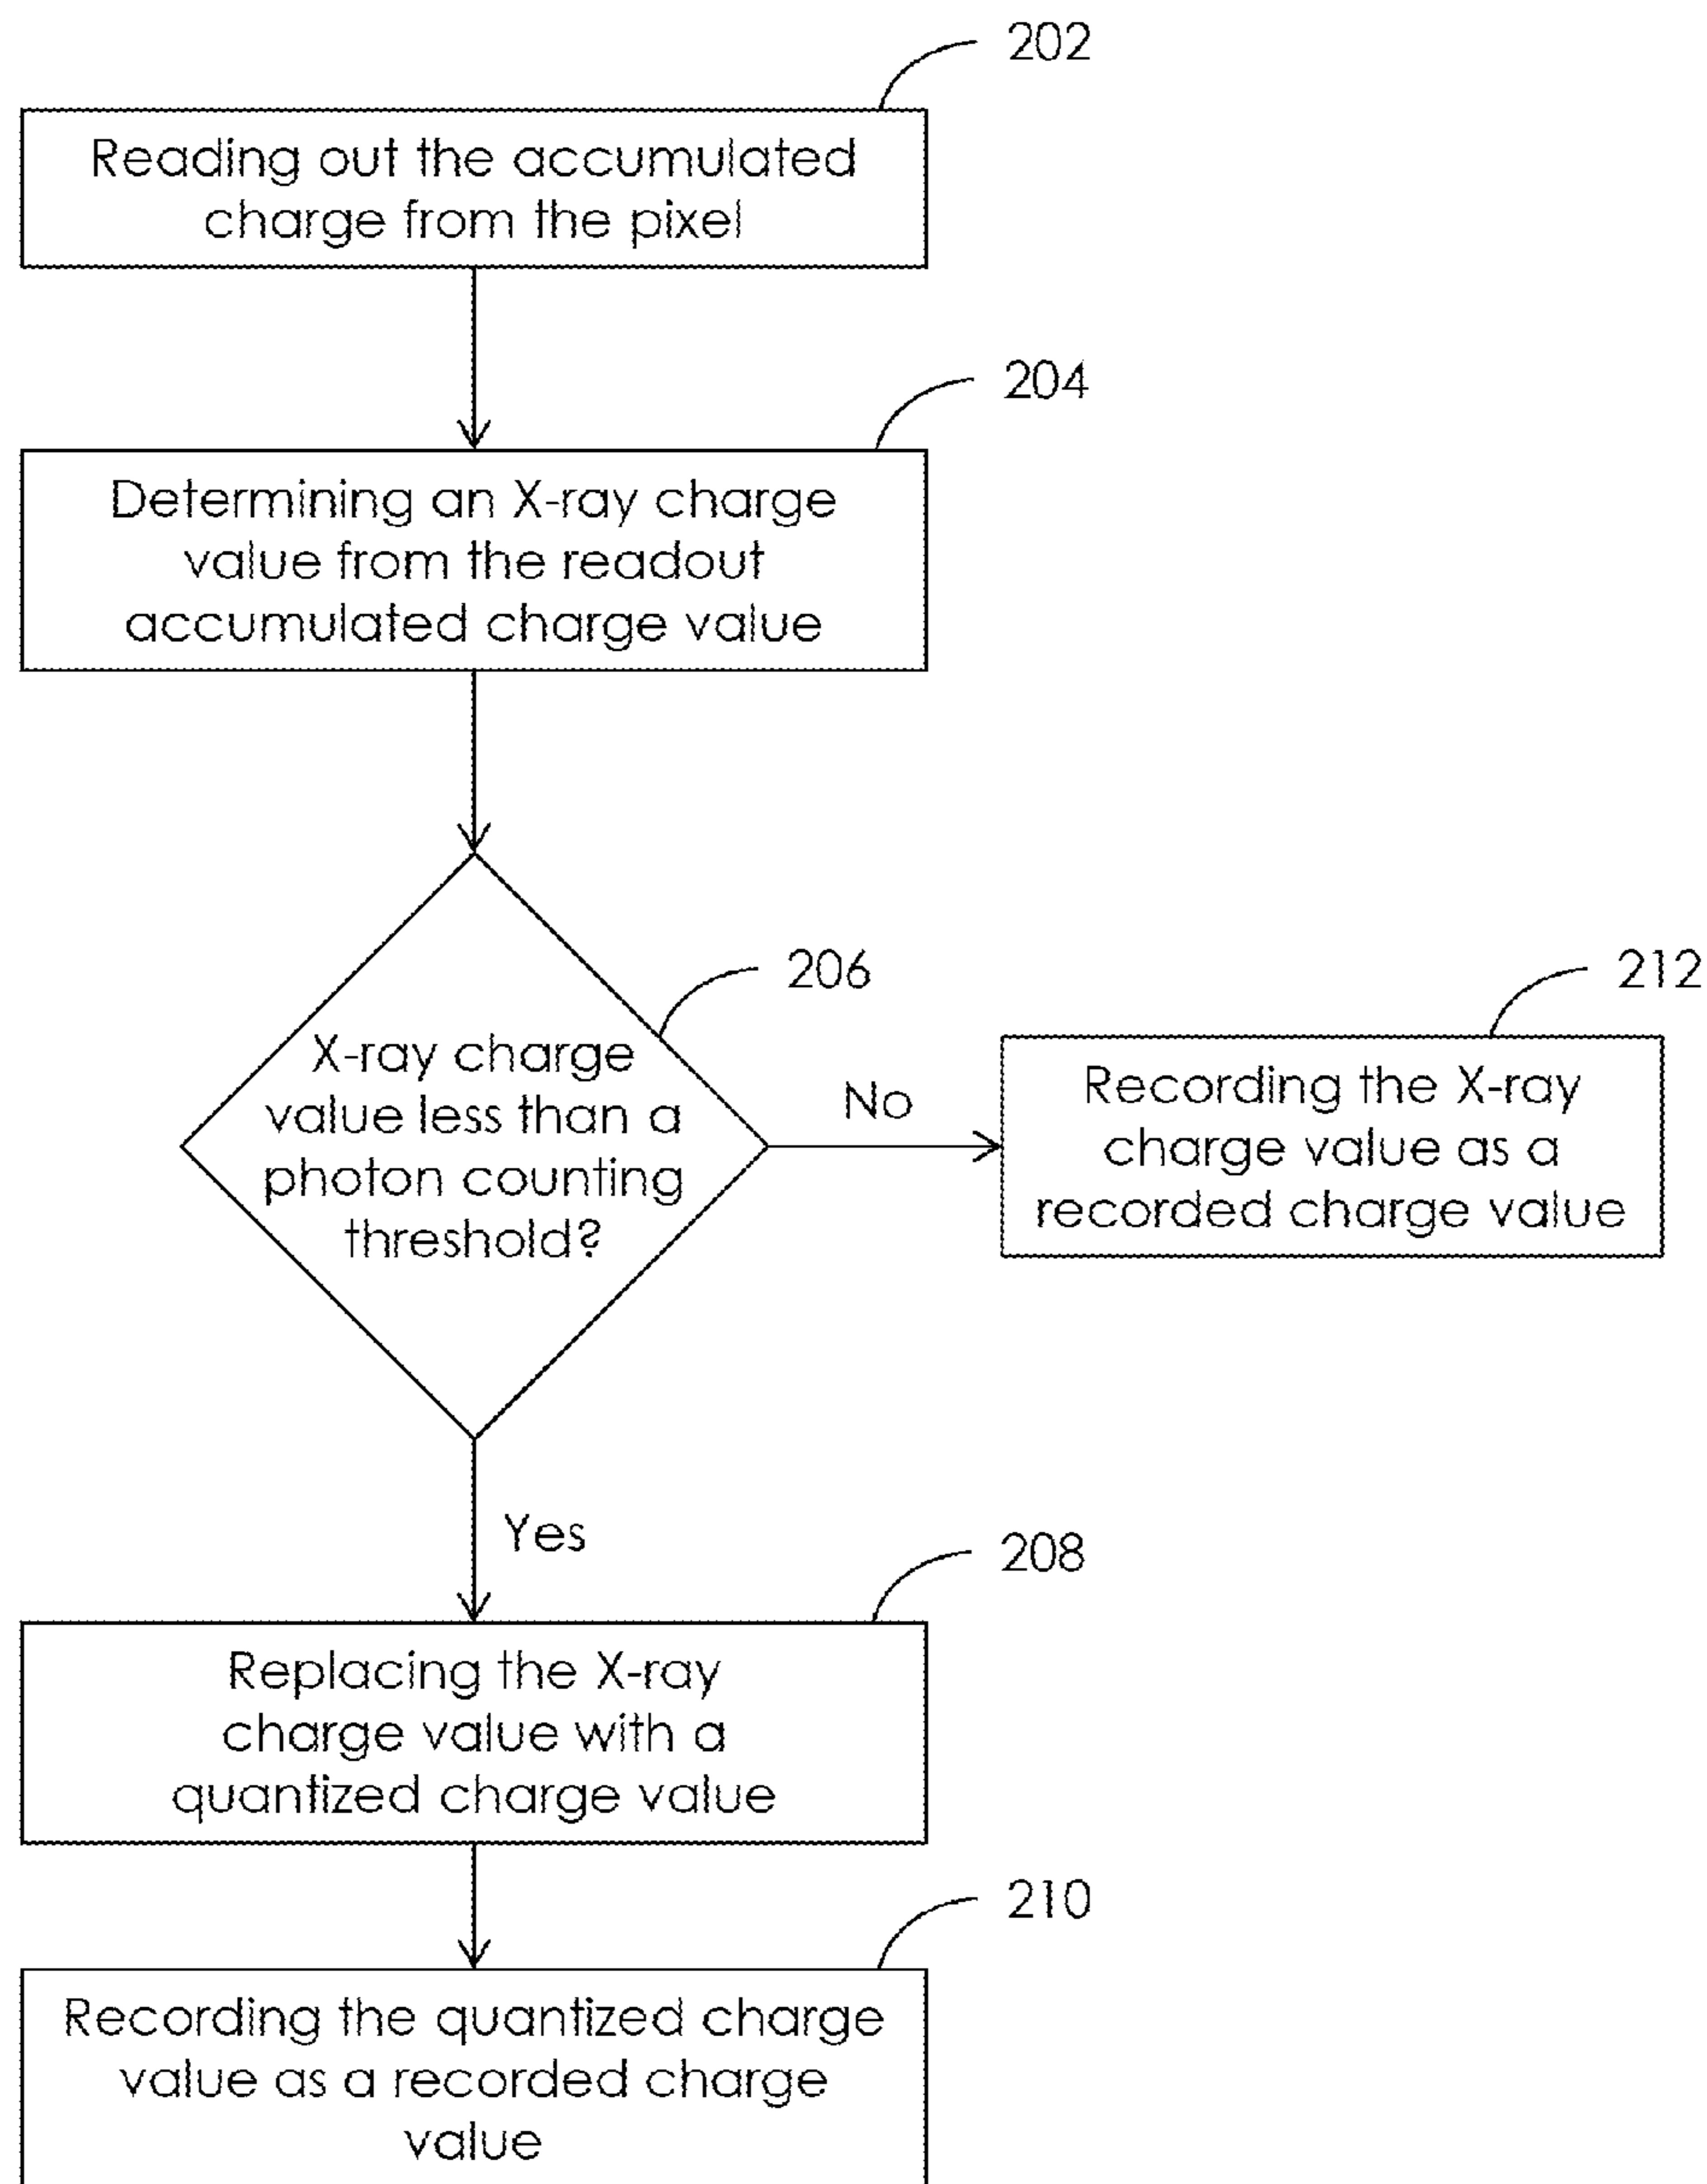 202
Reading out the accumulated
charge from the pixel
204
Determining an X-ray charge
value from the readout
accumulated charge value
206
X-ray charge
value less than a
photon counting
threshold?
No
212
Recording the X-ray
charge value as a
recorded charge value
Yes
208
Replacing the X-ray
charge value with a
quantized charge value
210
Recording the quantized charge
value as a recorded charge
value